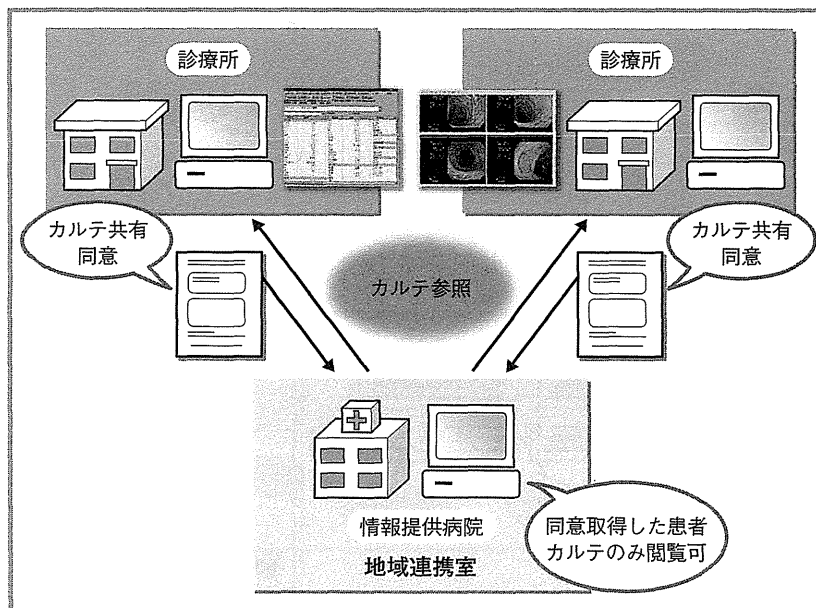 診療所
診療所
カルテ共有
同意
カルテ共有
同意
カルテ参照
情報提供病院
地域連携室
同意取得した患者
カルテのみ閲覧可